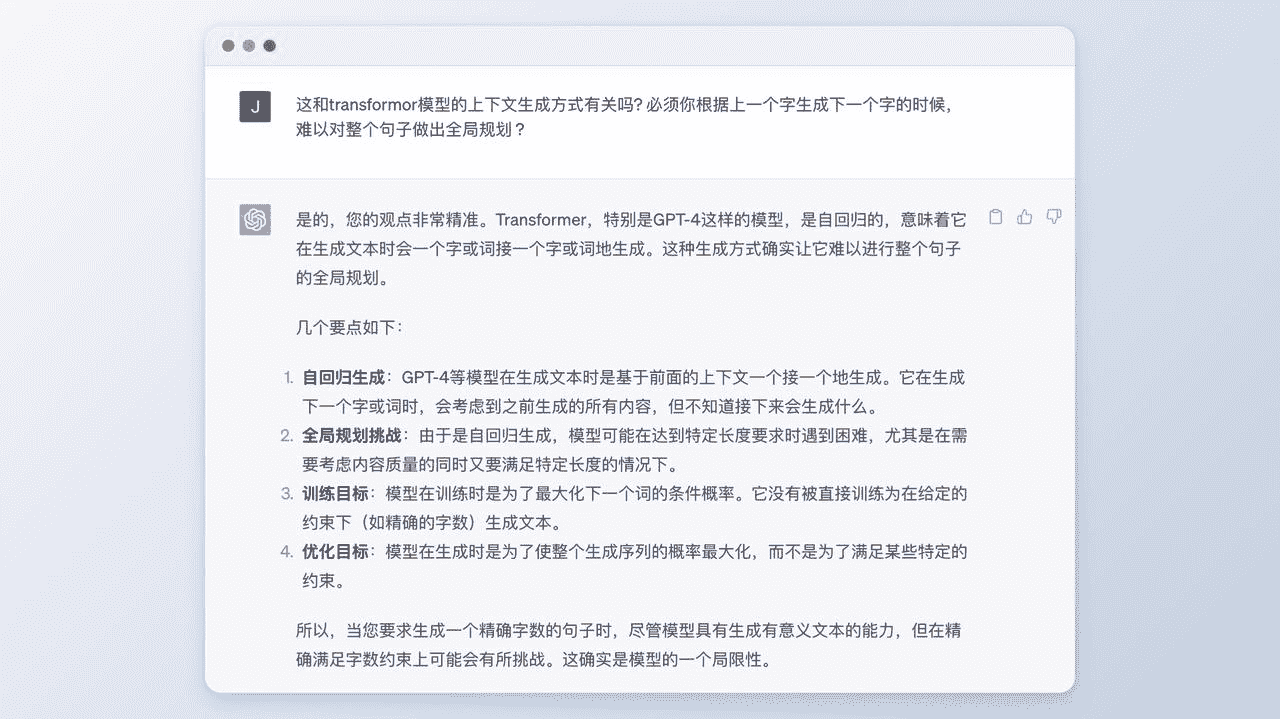 J
这和transformor模型的上下文生成方式有关吗? 必须你根据上一个字生成下一个字的时候，
难以对整个句子做出全局规划？
是的，您的观点非常精准。Transformer，特别是GPT-4这样的模型，是自回归的，意味着它
在生成文本时会一个字或词接一个字或词地生成。这种生成方式确实让它难以进行整个句子
的全局规划。
几个要点如下：
1. 自回归生成：GPT-4等模型在生成文本时是基于前面的上下文一个接一个地生成。它在生成
下一个字或词时，会考虑到之前生成的所有内容，但不知道接下来会生成什么。
2. 全局规划挑战：由于是自回归生成，模型可能在达到特定长度要求时遇到困难，尤其是在需
要考虑内容质量的同时又要满足特定长度的情况下。
3. 训练目标：模型在训练时是为了最大化下一个词的条件概率。它没有被直接训练为在给定的
约束下（如精确的字数）生成文本。
4. 优化目标：模型在生成时是为了使整个生成序列的概率最大化，而不是为了满足某些特定的
约束。
所以，当您要求生成一个精确字数的句子时，尽管模型具有生成有意义文本的能力，但在精
确满足字数约束上可能会有所挑战。这确实是模型的一个局限性。